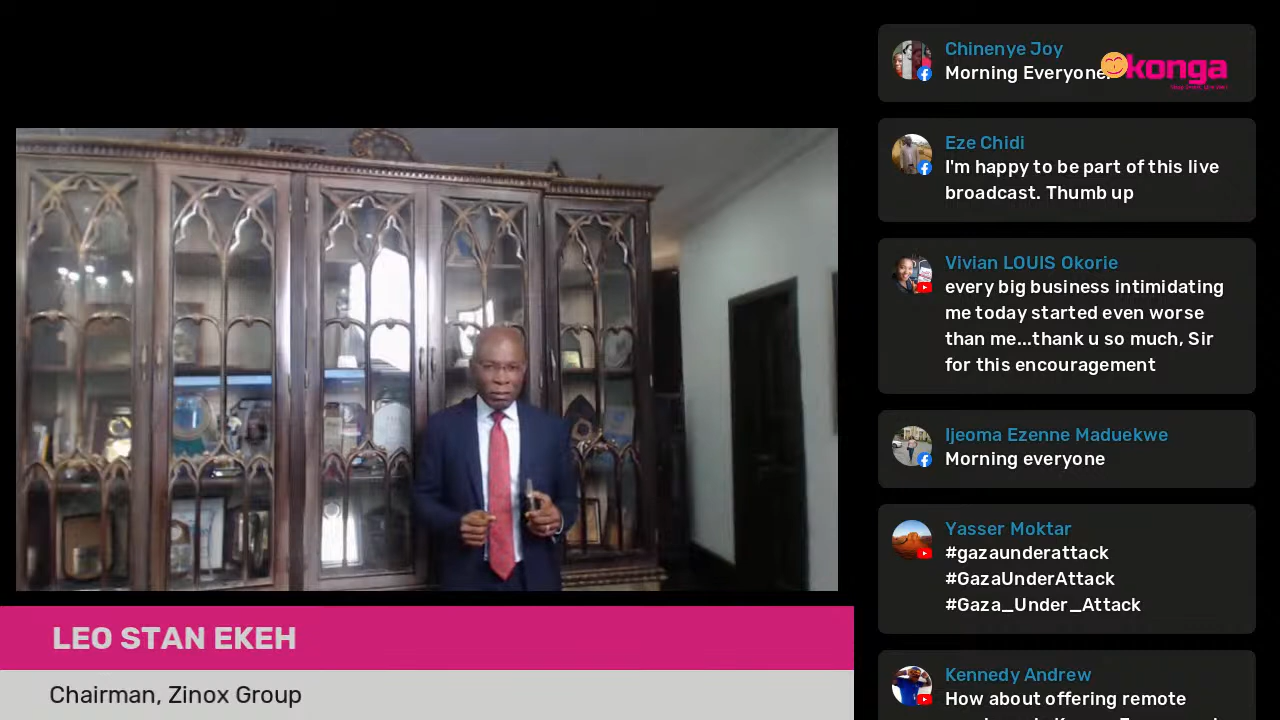 LEO STAN EKEH
Chairman, Zinox Group
Chinenye Joy
Morning Everyone.
konga
Eze Chidi
I'm happy to be part of this live
broadcast. Thumb up
Vivian LOUIS Okorie
every big business intimidating
me today started even worse
than me...thank u so much, Sir
for this encouragement
Ijeoma Ezenne Maduekwe
Morning everyone
Yasser Moktar
#gazaunderattack
#GazaUnderAttack
#Gaza_Under_Attack
Kennedy Andrew
How about offering remote